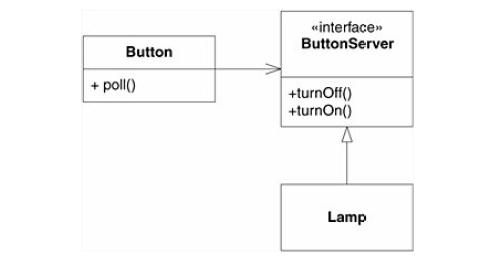 Button
+ poll()
«interface»
ButtonServer
+turnOff()
+turnOn()
Lamp